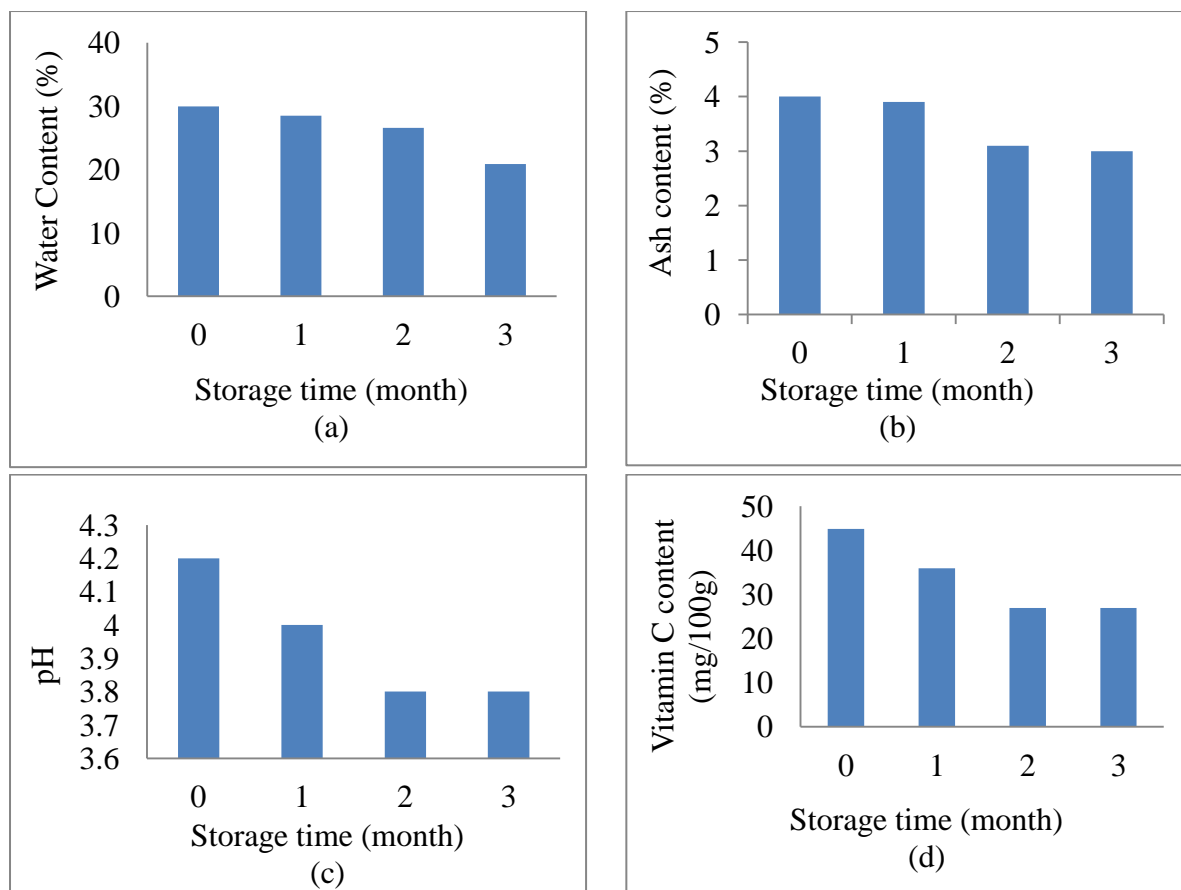 Water Content (%)
40
30
20
10
0
0 1 2 3
Storage time (month)
(a)
Ash content (%)
5
4
3
2
1
0
0 1 2 3
Storage time (month)
(b)
pH
4.3
4.2
4.1
4
3.9
3.8
3.7
3.6
0 1 2 3
Storage time (month)
(c)
Vitamin C content
(mg/100g)
50
40
30
20
10
0
0 1 2 3
Storage time (month)
(d)